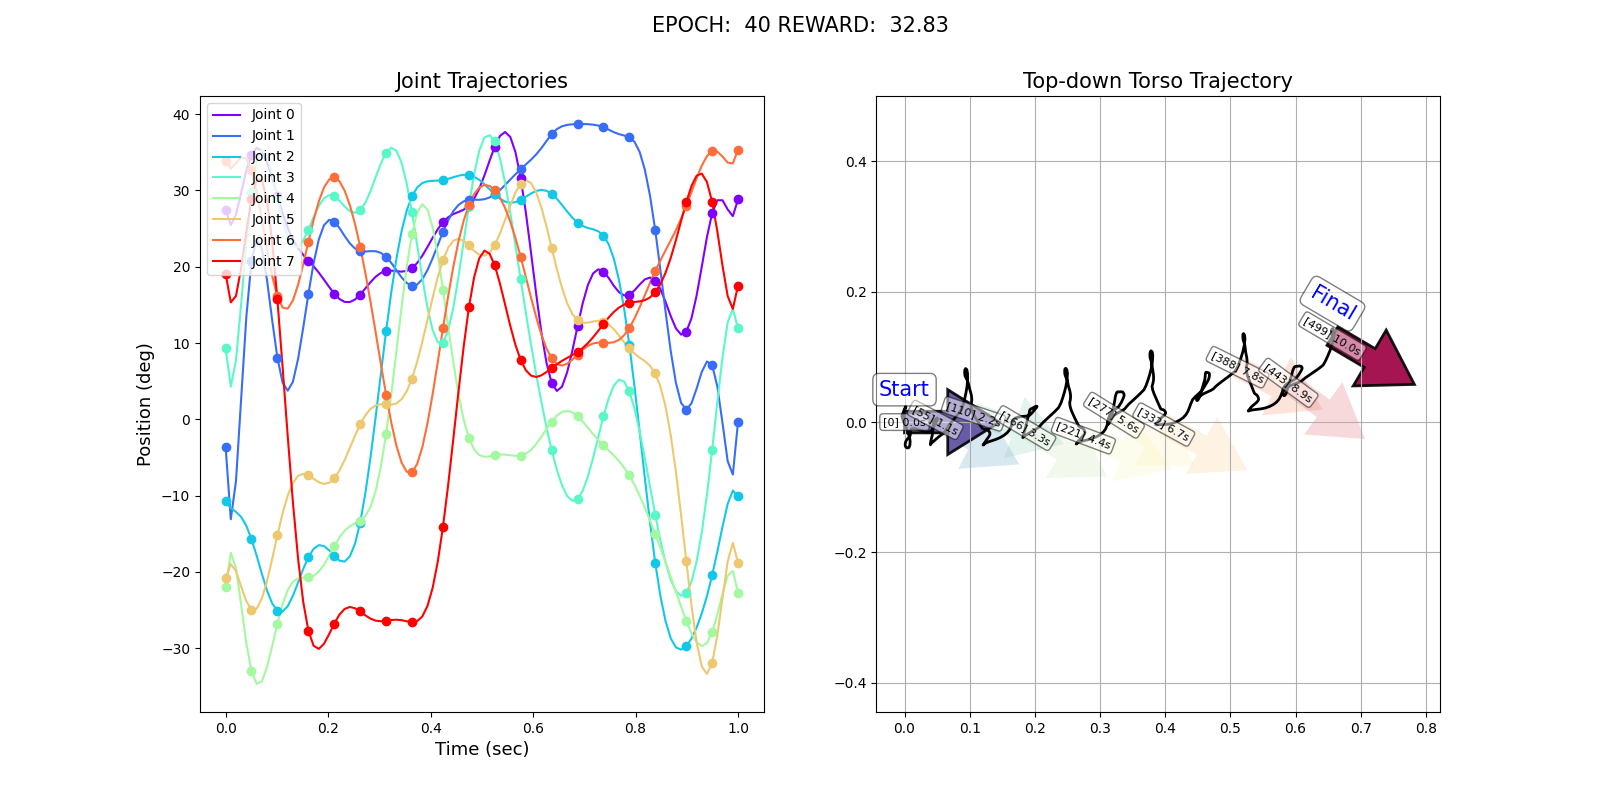 EPOCH:  40 REWARD:  32.83
Joint Trajectories
Joint 0
Joint 1
Joint 2
Joint 3
Joint 4
Joint 5
Joint 6
Joint 7
40
30
20
10
0
−10
−20
−30
Position (deg)
0.0
0.2
0.4
0.6
0.8
1.0
Time (sec)
Top-down Torso Trajectory
0.4
0.2
0.0
−0.2
−0.4
Start
[0] 0.0s
[55] 1.1s
[110] 2.2s
[166] 3.3s
[221] 4.4s
[277] 5.6s
[332] 6.7s
[388] 7.8s
[443] 8.9s
[499] 10.0s
Final
0.0
0.1
0.2
0.3
0.4
0.5
0.6
0.7
0.8